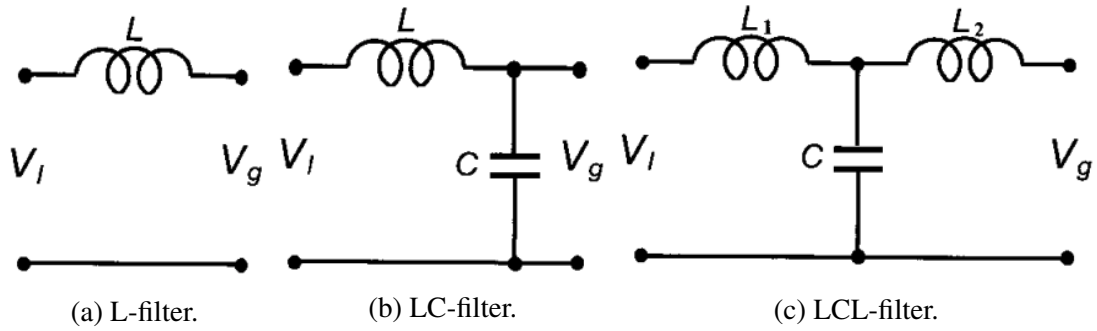 L
V_I
V_g
(a) L-filter.
L
V_I
C
V_g
(b) LC-filter.
L_1
L_2
V_I
C
V_g
(c) LCL-filter.